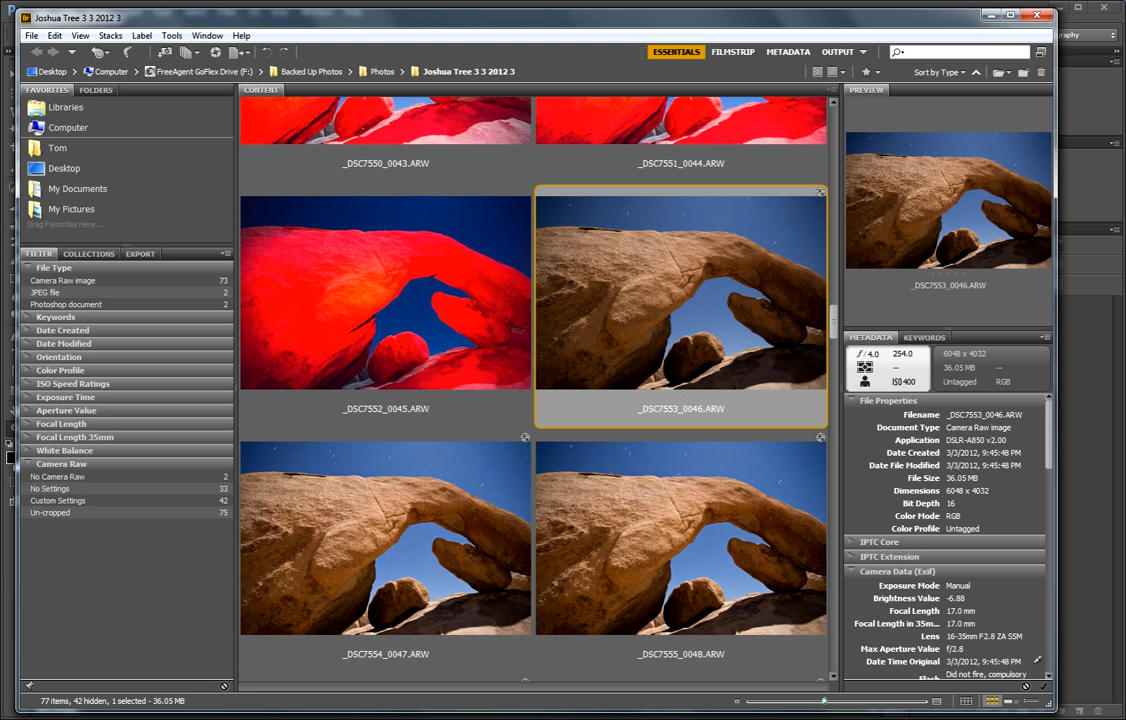 Br Joshua Tree 3 3 2012 3
File Edit View Stacks Label Tools Window Help
ESSENTIALS FILMSTRIP METADATA OUTPUT
Desktop Computer FreeAgent GoFlex Drive (F:) Backed Up Photos Photos Joshua Tree 3 3 2012 3 Sort by Type
FAVORITES FOLDERS
Libraries
Computer
Tom
Desktop
My Documents
My Pictures
Drag Favorites Here...
FILTER COLLECTIONS EXPORT
File Type
Camera Raw image 73
JPEG file 2
Photoshop document 2
Keywords
Date Created
Date Modified
Orientation
Color Profile
ISO Speed Ratings
Exposure Time
Aperture Value
Focal Length
Focal Length 35mm
White Balance
Camera Raw
No Camera Raw 2
No Settings 33
Custom Settings 42
Un-cropped 75
CONTENT
_DSC7550_0043.ARW _DSC7551_0044.ARW
_DSC7552_0045.ARW _DSC7553_0046.ARW
_DSC7554_0047.ARW _DSC7555_0048.ARW
PREVIEW
_DSC7553_0046.ARW
METADATA KEYWORDS
f/4.0 254.0 6048 x 4032
-- 36.05 MB --
ISO 400 Untagged RGB
File Properties
Filename _DSC7553_0046.ARW
Document Type Camera Raw image
Application DSLR-A850 v2.00
Date Created 3/3/2012, 9:45:48 PM
Date File Modified 3/3/2012, 9:45:48 PM
File Size 36.05 MB
Dimensions 6048 x 4032
Bit Depth 16
Color Mode RGB
Color Profile Untagged
IPTC Core
IPTC Extension
Camera Data (Exif)
Exposure Mode Manual
Brightness Value -6.88
Focal Length 17.0 mm
Focal Length in 35m... 17.0 mm
Lens 16-35mm F2.8 ZA SSM
Max Aperture Value f/2.8
Date Time Original 3/3/2012, 9:45:48 PM
Flash Did not fire, compulsory
77 items, 42 hidden, 1 selected - 36.05 MB